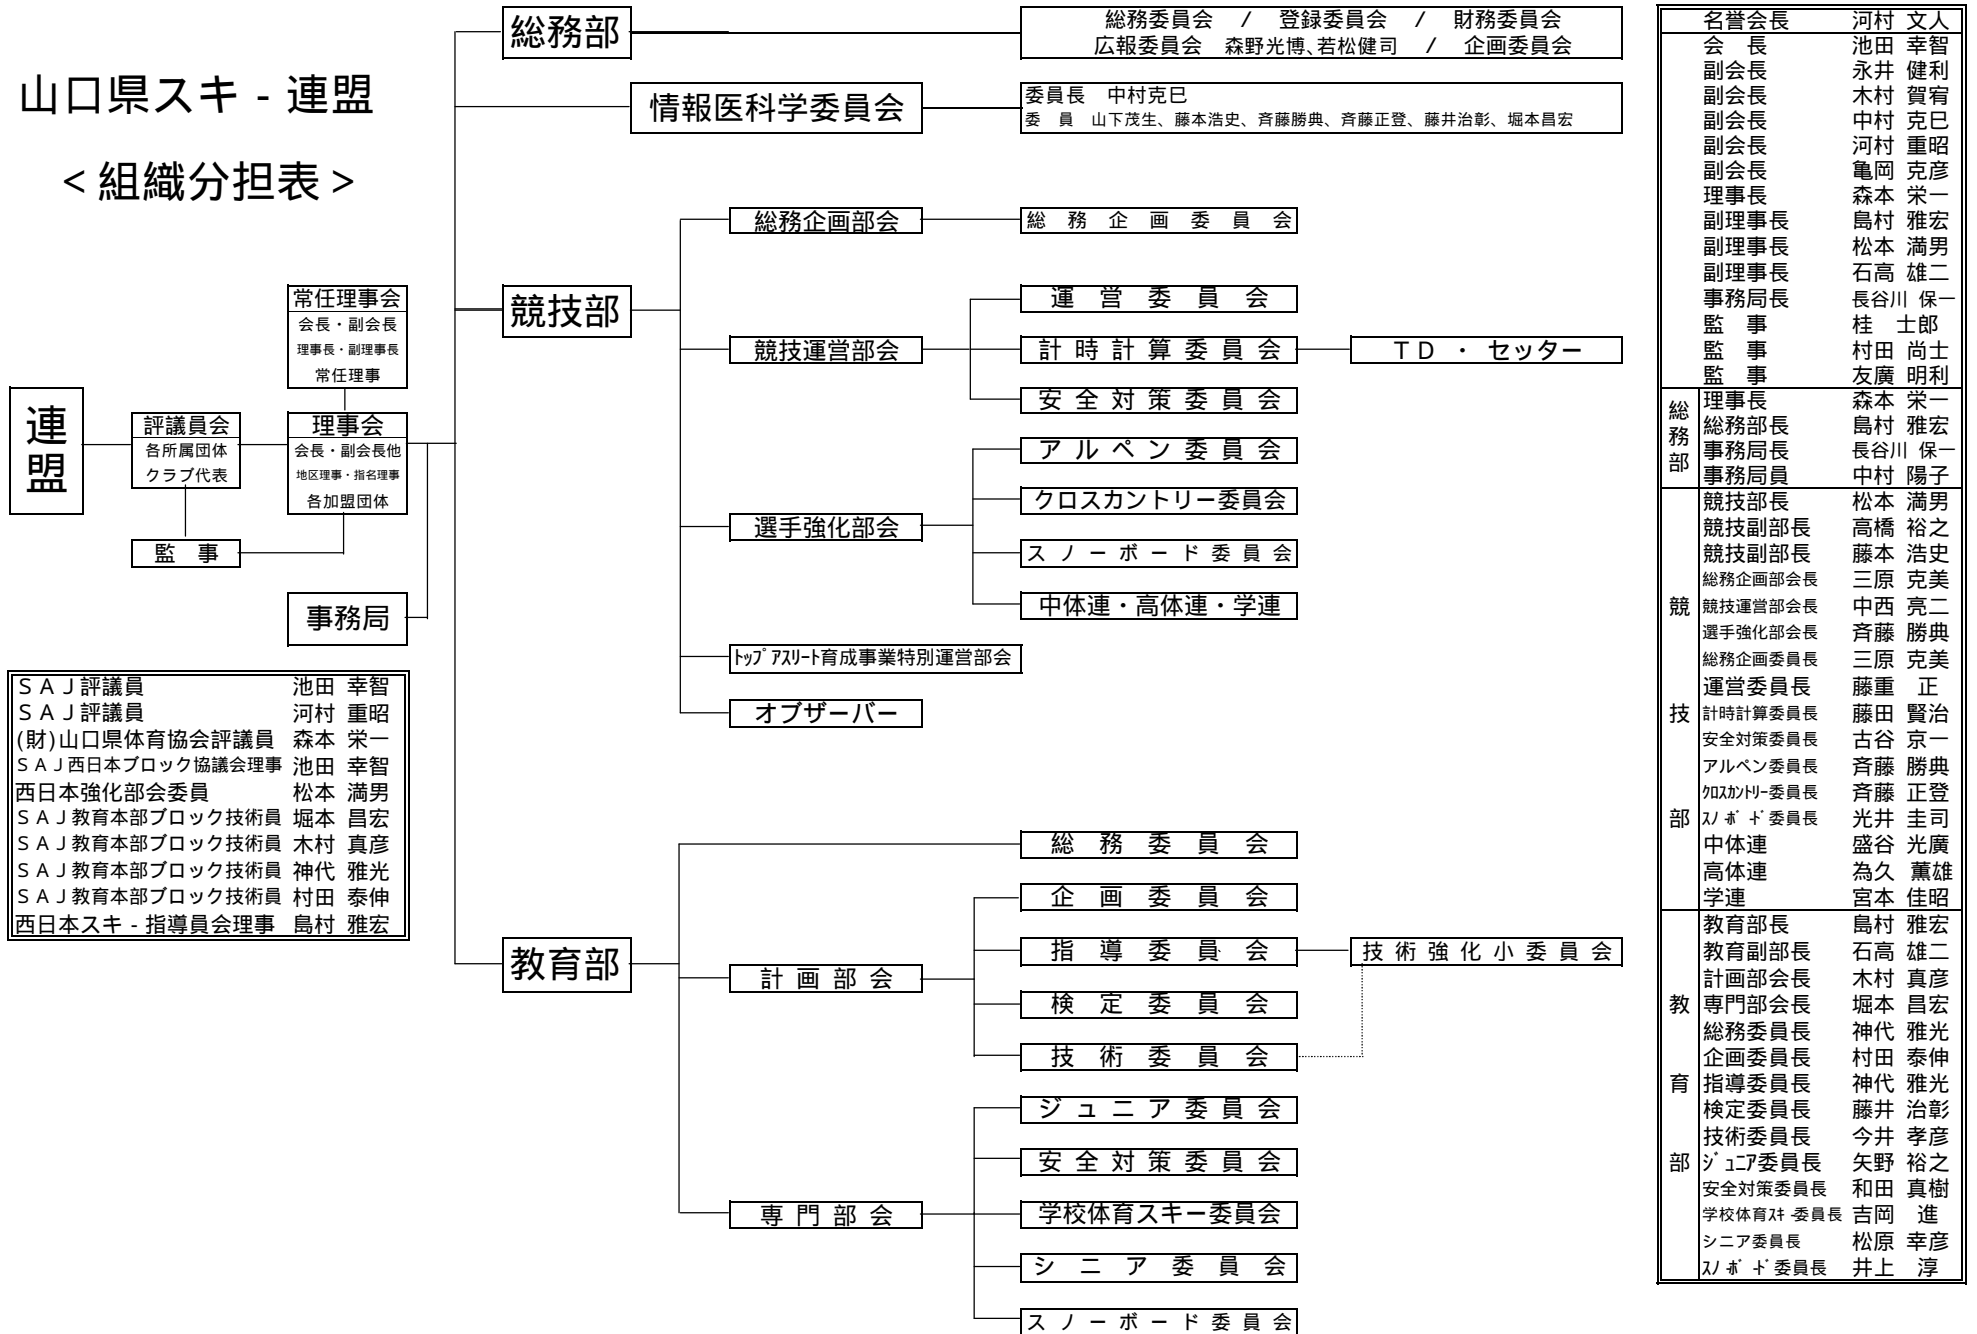 山口県スキ - 連盟
＜組織分担表＞
連盟
評議員会
各所属団体
クラブ代表
監　事
常任理事会
会長・副会長
理事長・副理事長
常任理事
理事会
会長・副会長他
地区理事・指名理事
各加盟団体
事務局
総務部
総務委員会　/　登録委員会　/　財務委員会
広報委員会　森野光博、若松健司　/　企画委員会
情報医科学委員会
委員長　中村克巳
委　員　山下茂生、藤本浩史、斉藤勝典、斉藤正登、藤井治彰、堀本昌宏
競技部
総務企画部会
総務企画委員会
競技運営部会
運営委員会
計時計算委員会
ＴＤ ・ セッター
安全対策委員会
選手強化部会
アルペン委員会
クロスカントリー委員会
スノーボード委員会
中体連・高体連・学連
ﾄｯﾌﾟｱｽﾘｰﾄ育成事業特別運営部会
オブザーバー
教育部
総務委員会
計画部会
企画委員会
指導委員会
技術強化小委員会
検定委員会
技術委員会
専門部会
ジュニア委員会
安全対策委員会
学校体育スキー委員会
シニア委員会
スノーボード委員会
ＳＡＪ評議員　池田 幸智
ＳＡＪ評議員　河村 重昭
(財)山口県体育協会評議員　森本 栄一
ＳＡＪ西日本ブロック協議会理事　池田 幸智
西日本強化部会委員　松本 満男
ＳＡＪ教育本部ブロック技術員　堀本 昌宏
ＳＡＪ教育本部ブロック技術員　木村 真彦
ＳＡＪ教育本部ブロック技術員　神代 雅光
ＳＡＪ教育本部ブロック技術員　村田 泰伸
西日本スキ - 指導員会理事　島村 雅宏
名誉会長　河村 文人
会　長　池田 幸智
副会長　永井 健利
副会長　木村 賀宥
副会長　中村 克巳
副会長　河村 重昭
副会長　亀岡 克彦
理事長　森本 栄一
副理事長　島村 雅宏
副理事長　松本 満男
副理事長　石高 雄二
事務局長　長谷川 保一
監　事　桂　士郎
監　事　村田 尚士
監　事　友廣 明利
総務部
理事長　森本 栄一
総務部長　島村 雅宏
事務局長　長谷川 保一
事務局員　中村 陽子
競技部
競技部長　松本 満男
競技副部長　高橋 裕之
競技副部長　藤本 浩史
総務企画部会長　三原 克美
競技運営部会長　中西 亮二
選手強化部会長　斉藤 勝典
総務企画委員長　三原 克美
運営委員長　藤重　正
計時計算委員長　藤田 賢治
安全対策委員長　古谷 京一
アルペン委員長　斉藤 勝典
ｸﾛｽｶﾝﾄﾘｰ委員長　斉藤 正登
ｽﾉｰﾎﾞｰﾄﾞ委員長　光井 圭司
中体連　盛谷 光廣
高体連　為久 薫雄
学連　宮本 佳昭
教育部
教育部長　島村 雅宏
教育副部長　石高 雄二
計画部会長　木村 真彦
専門部会長　堀本 昌宏
総務委員長　神代 雅光
企画委員長　村田 泰伸
指導委員長　神代 雅光
検定委員長　藤井 治彰
技術委員長　今井 孝彦
ｼﾞｭﾆｱ委員長　矢野 裕之
安全対策委員長　和田 真樹
学校体育ｽｷｰ委員長　吉岡　進
シニア委員長　松原 幸彦
ｽﾉｰﾎﾞｰﾄﾞ委員長　井上　淳